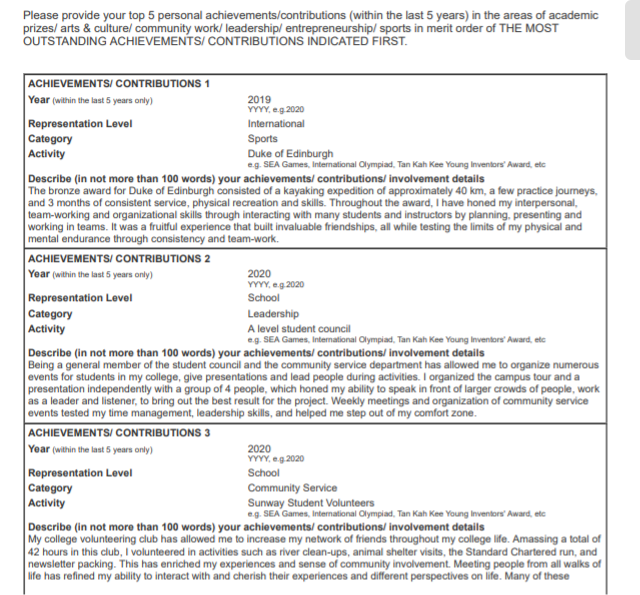 Please provide your top 5 personal achievements/contributions (within the last 5 years) in the areas of academic
prizes/ arts & culture/ community work/ leadership/ entrepreneurship/ sports in merit order of THE MOST
OUTSTANDING ACHIEVEMENTS/ CONTRIBUTIONS INDICATED FIRST.
ACHIEVEMENTS/ CONTRIBUTIONS 1
Year (within the last 5 years only) 2019
YYYY, e.g.2020
Representation Level International
Category Sports
Activity Duke of Edinburgh
e.g. SEA Games, International Olympiad, Tan Kah Kee Young Inventors' Award, etc
Describe (in not more than 100 words) your achievements/ contributions/ involvement details
The bronze award for Duke of Edinburgh consisted of a kayaking expedition of approximately 40 km, a few practice journeys,
and 3 months of consistent service, physical recreation and skills. Throughout the award, I have honed my interpersonal,
team-working and organizational skills through interacting with many students and instructors by planning, presenting and
working in teams. It was a fruitful experience that built invaluable friendships, all while testing the limits of my physical and
mental endurance through consistency and team-work.
ACHIEVEMENTS/ CONTRIBUTIONS 2
Year (within the last 5 years only) 2020
YYYY, e.g.2020
Representation Level School
Category Leadership
Activity A level student council
e.g. SEA Games, International Olympiad, Tan Kah Kee Young Inventors' Award, etc
Describe (in not more than 100 words) your achievements/ contributions/ involvement details
Being a general member of the student council and the community service department has allowed me to organize numerous
events for students in my college, give presentations and lead people during activities. I organized the campus tour and a
presentation independently with a group of 4 people, which honed my ability to speak in front of larger crowds of people, work
as a leader and listener, to bring out the best result for the project. Weekly meetings and organization of community service
events tested my time management, leadership skills, and helped me step out of my comfort zone.
ACHIEVEMENTS/ CONTRIBUTIONS 3
Year (within the last 5 years only) 2020
YYYY, e.g.2020
Representation Level School
Category Community Service
Activity Sunway Student Volunteers
e.g. SEA Games, International Olympiad, Tan Kah Kee Young Inventors' Award, etc
Describe (in not more than 100 words) your achievements/ contributions/ involvement details
My college volunteering club has allowed me to increase my network of friends throughout my college life. Amassing a total of
42 hours in this club, I volunteered in activities such as river clean-ups, animal shelter visits, the Standard Chartered run, and
newsletter packing. This has enriched my experiences and sense of community involvement. Meeting people from all walks of
life has refined my ability to interact with and cherish their experiences and different perspectives on life. Many of these